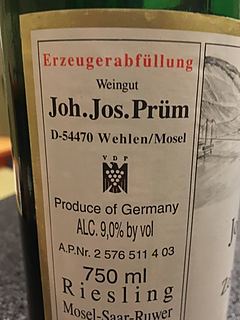 Erzeugerabfüllung
Weingut
Joh.Jos.Prüm
D-54470 Wehlen/Mosel
VDP
Produce of Germany
ALC. 9,0% by vol
A.P.Nr. 2 576 511 4 03
750 ml
Riesling
Mosel-Saar-Ruwer